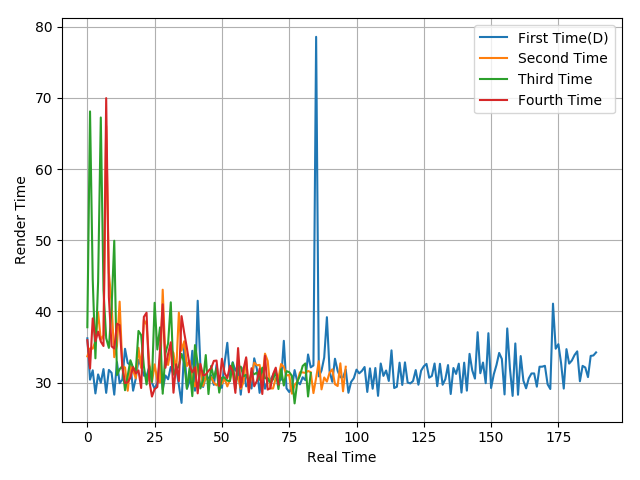 80
70
60
50
40
30
Render Time
0 25 50 75 100 125 150 175
Real Time
First Time(D)
Second Time
Third Time
Fourth Time